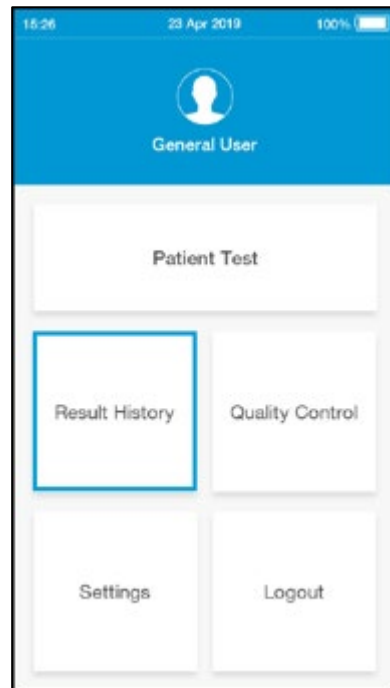 15:26 23 Apr 2019 100%
General User
Patient Test
Result History Quality Control
Settings Logout